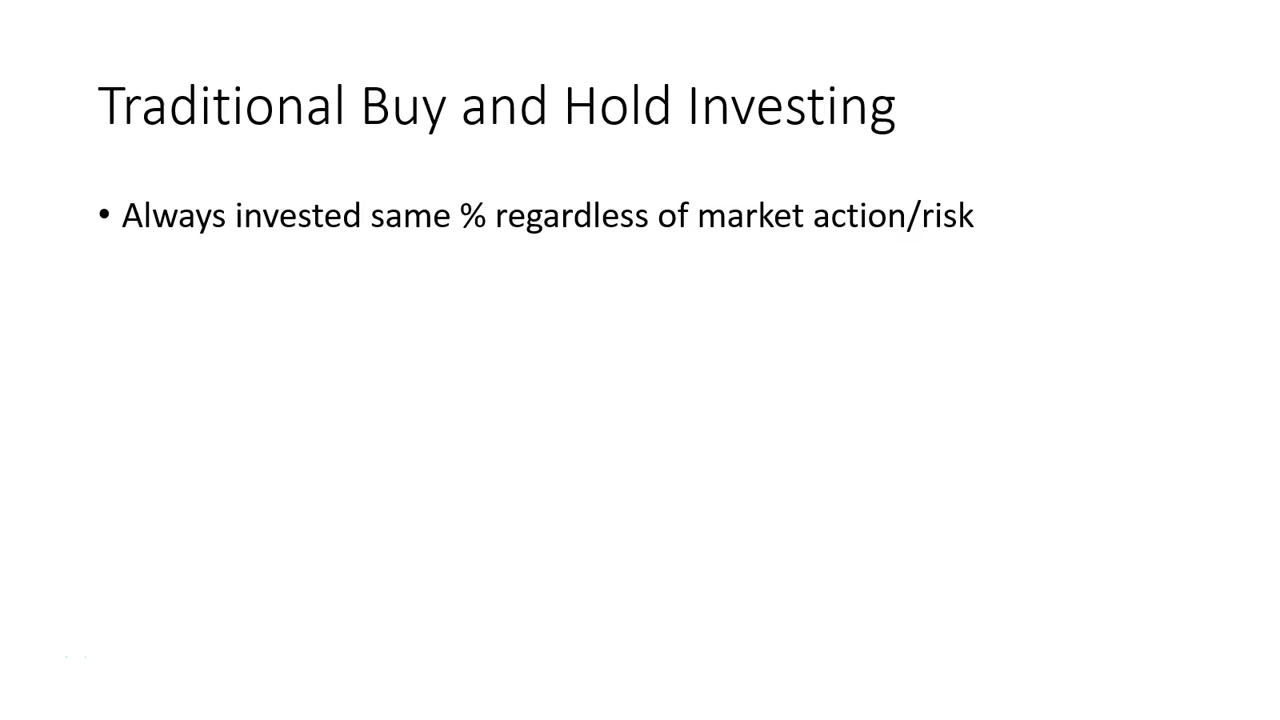 Traditional Buy and Hold Investing
• Always invested same % regardless of market action/risk